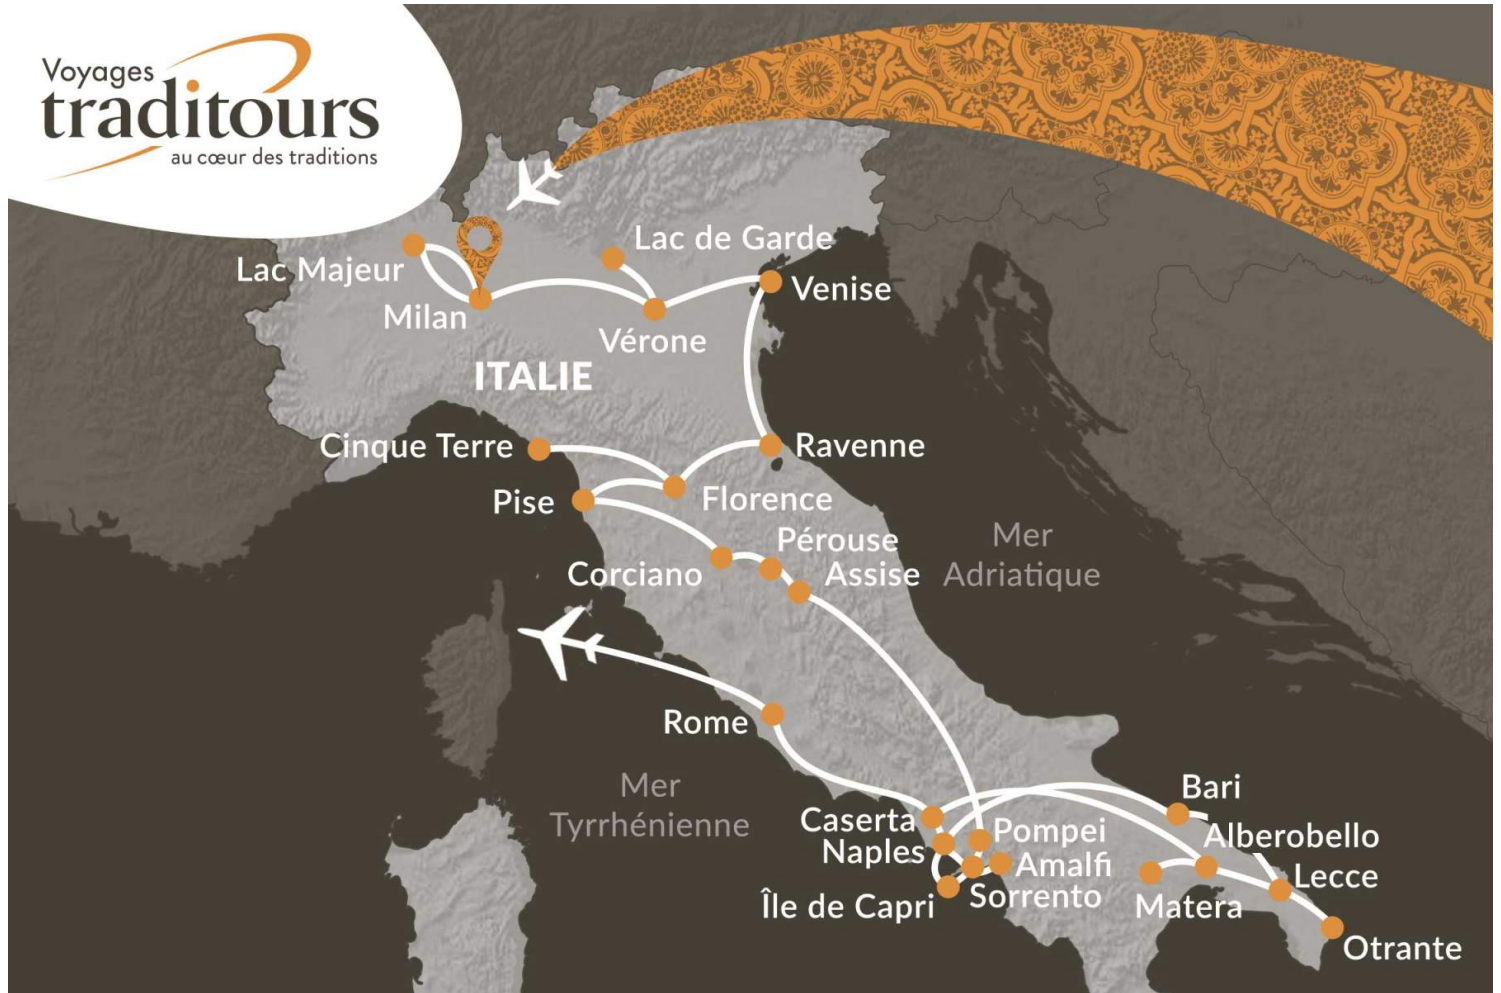 Voyages
traditours
au cœur des traditions
Lac de Garde
Lac Majeur
Venise
Milan
Vérone
ITALIE
Cinque Terre
Ravenne
Pise
Florence
Pérouse
Corciano
Assise
Mer
Adriatique
Rome
Mer
Tyrrhénienne
Bari
Caserta
Pompei
Alberobello
Naples
Amalfi
Lecce
Île de Capri
Sorrento
Matera
Otrante